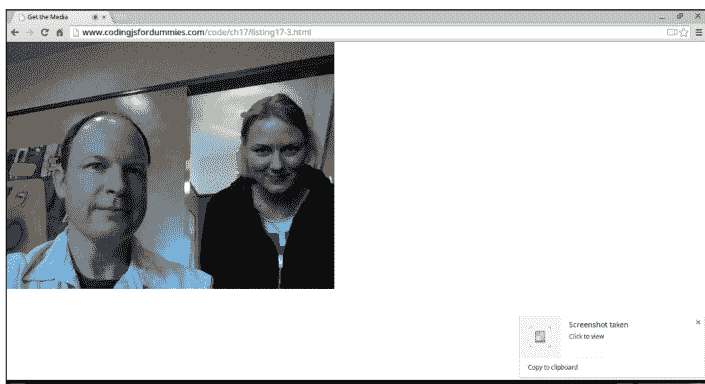 Get the Media
www.codingjsfordummies.com/code/ch17/listing17-3.html
Screenshot taken
Click to view
Copy to clipboard